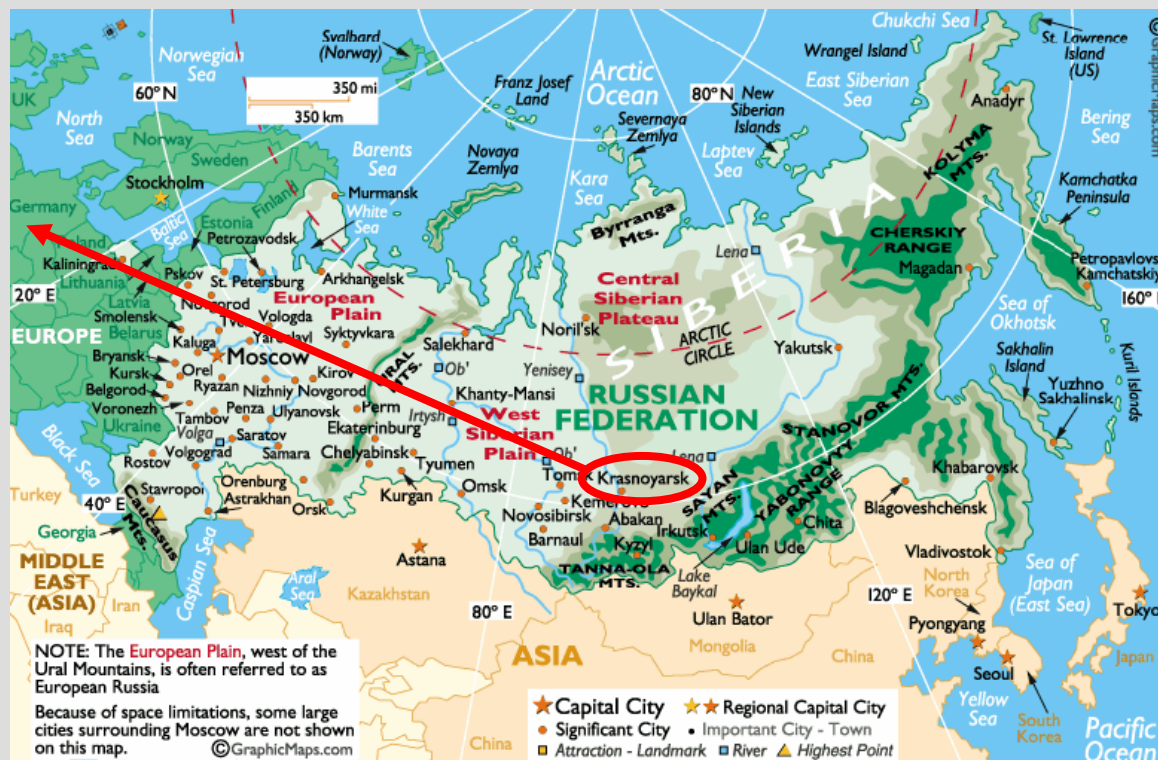 Chukchi Sea
St. Lawrence
Island
(US)
©GraphicMaps.com
Norwegian
Sea
Svalbard
(Norway)
Wrangel Island
East Siberian
Sea
Arctic
Ocean
80° N
60° N
350 mi
350 km
Franz Josef
Land
New
Siberian
Islands
Anadyr
Bering
Sea
UK
North
Sea
Norway
Sweden
Finland
Barents
Sea
Novaya
Zemlya
Severnaya
Zemlya
Laptev
Sea
Kara
Sea
KOLYMA
MTS.
Kamchatka
Peninsula
Stockholm
Murmansk
White
Sea
Germany
Baltic
Sea
Estonia
Petrozavodsk
Byrranga
Mts.
SIBERIA
CHERSKIY
RANGE
Lena
Magadan
Petropavlovs
Kamchatskiy
Kaliningrad
Lithuania
Pskov
St. Petersburg
Arkhangelsk
20° E
160° E
Latvia
Novgorod
European
Plain
Central
Siberian
Plateau
Sea of
Okhotsk
Smolensk
Vologda
Syktyvkara
Noril'sk
EUROPE
Belarus
Yaroslavl
Salekhard
ARCTIC
CIRCLE
Yakutsk
Kaluga
Moscow
Bryansk
Orel
Kirov
URAL
MTS.
Ob'
Yenisey
Sakhalin
Island
Kuril Islands
Kursk
Ryazan
Nizhniy Novgorod
Khanty-Mansi
RUSSIAN
FEDERATION
STANOVOR MTS.
Yuzhno
Sakhalinsk
Belgorod
Voronezh
Tambov
Penza
Ulyanovsk
Perm
Irtysh
West
Siberian
Plain
Ukraine
Volga
Saratov
Samara
Ekaterinburg
Ob'
Lena
Black Sea
Volgograd
Chelyabinsk
Tyumen
Tomsk
Krasnoyarsk
SAYAN
MTS.
YABONOVYY
RANGE
Khabarovsk
Rostov
Orenburg
Kurgan
Omsk
Kemerovo
Turkey
Stavropol
Astrakhan
Orsk
Novosibirsk
Abakan
Irkutsk
Chita
Blagoveshchensk
40° E
Caucasus
Mts.
Georgia
Barnaul
Kyzyl
Ulan Ude
Vladivostok
MIDDLE
EAST
(ASIA)
Caspian Sea
Astana
TANNA-OLA
MTS.
Lake
Baykal
North
Korea
Sea of
Japan
(East Sea)
Iran
Iraq
Aral
Sea
Kazakhstan
80° E
Ulan Bator
120° E
Pyongyang
Tokyo
Mongolia
China
Seoul
Japan
ASIA
NOTE: The European Plain, west of the
Ural Mountains, is often referred to as
European Russia
Because of space limitations, some large
cities surrounding Moscow are not shown
on this map.
©GraphicMaps.com
China
Capital City
Regional Capital City
Significant City
Important City - Town
Attraction - Landmark
River
Highest Point
Yellow
Sea
South
Korea
Pacific
Ocean